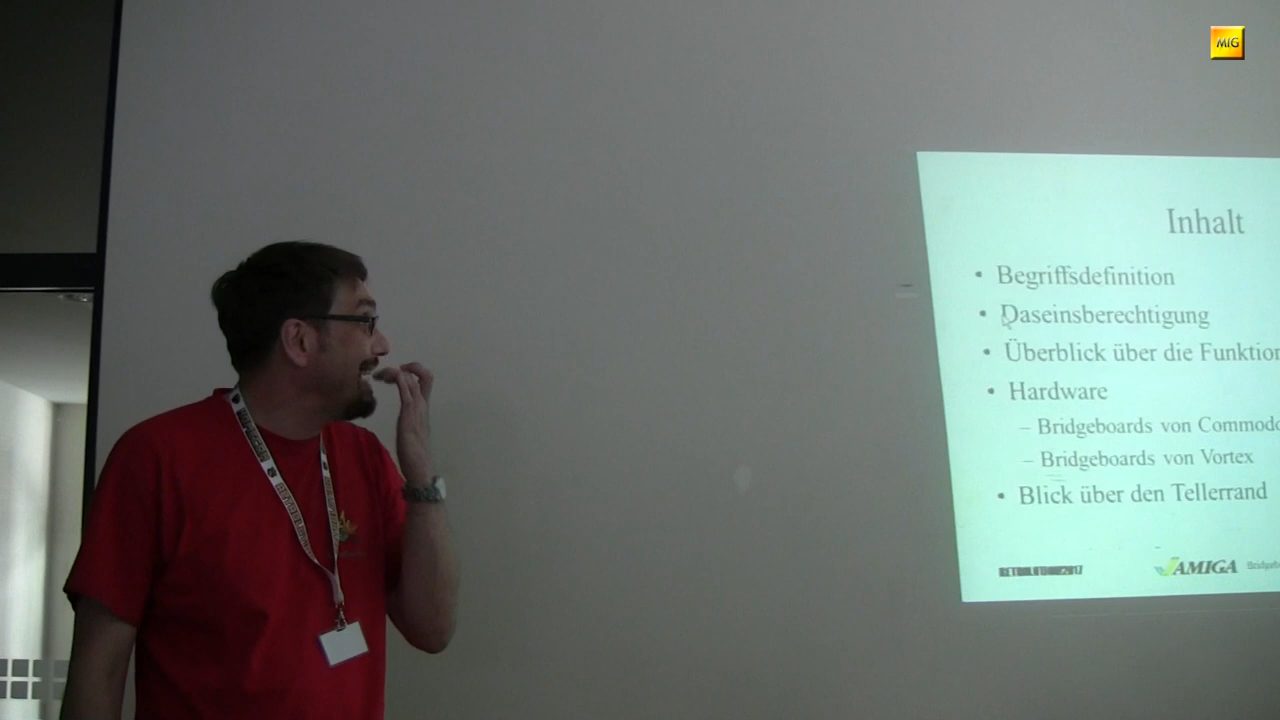 MIG
Inhalt
• Begriffsdefinition
• Daseinsberechtigung
• Überblick über die Funktion
• Hardware
– Bridgeboards von Commodo
– Bridgeboards von Vortex
• Blick über den Tellerrand
AMIGA